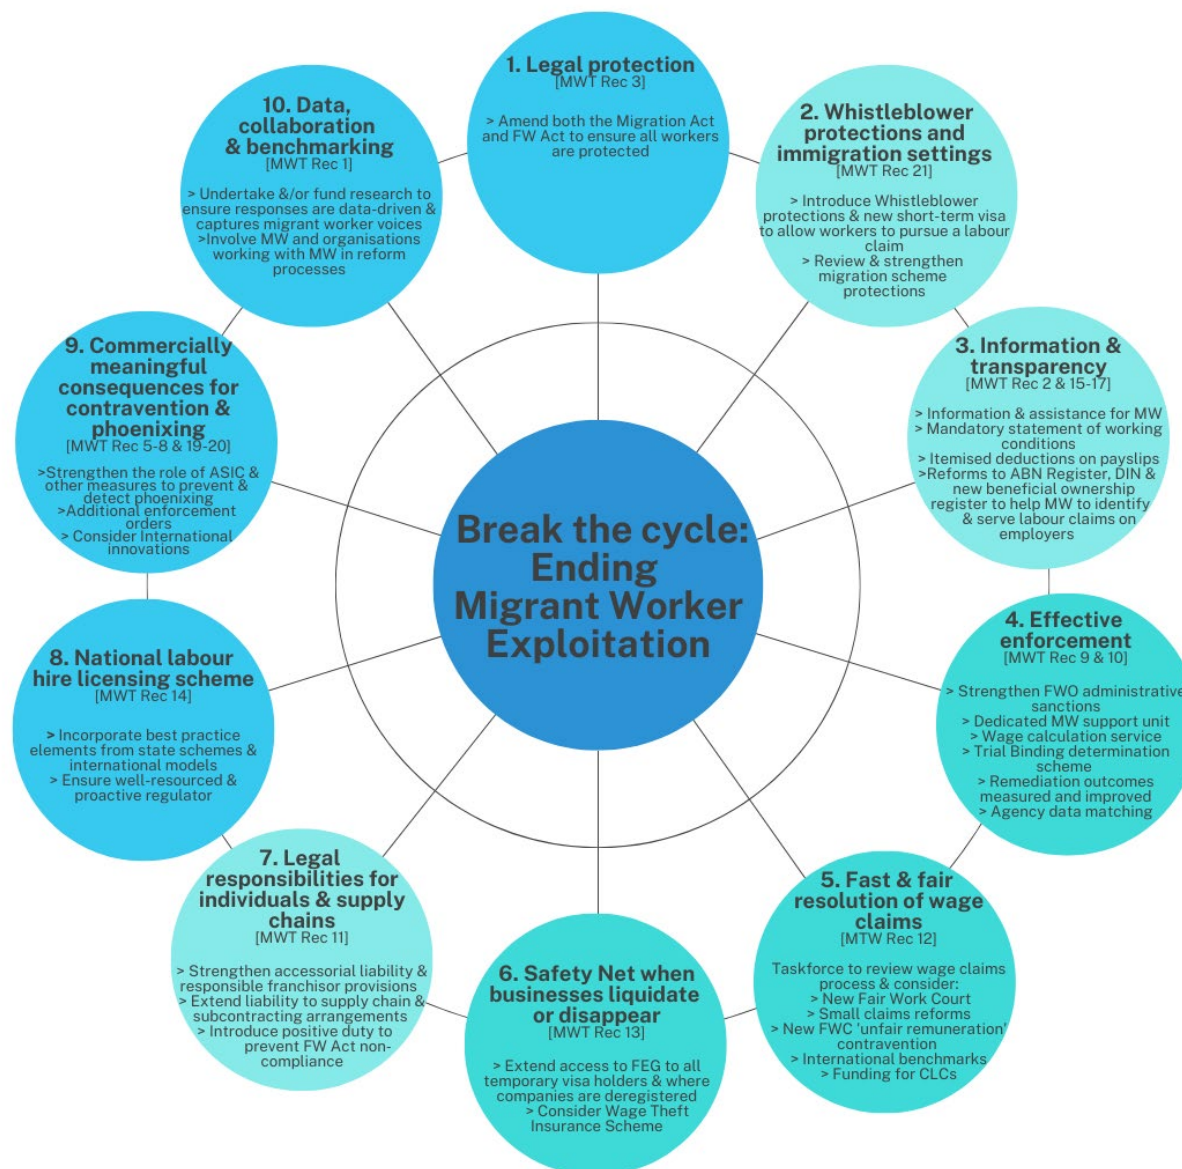 1. Legal protection
[MWT Rec 3]
> Amend both the Migration Act
and FW Act to ensure all workers
are protected
2. Whistleblower
protections and
immigration settings
[MWT Rec 21]
> Introduce Whistleblower
protections & new short-term visa
to allow workers to pursue a labour
claim
> Review & strengthen
migration scheme
protections
3. Information &
transparency
[MWT Rec 2 & 15-17]
> Information & assistance for MW
> Mandatory statement of working
conditions
> Itemised deductions on payslips
>Reforms to ABN Register, DIN &
new beneficial ownership
register to help MW to identify
& serve labour claims on
employers
4. Effective
enforcement
[MWT Rec 9 & 10]
> Strengthen FWO administrative
sanctions
> Dedicated MW support unit
> Wage calculation service
> Trial Binding determination
scheme
> Remediation outcomes
measured and improved
> Agency data matching
5. Fast & fair
resolution of wage
claims
[MTW Rec 12]
Taskforce to review wage claims
process & consider:
> New Fair Work Court
> Small claims reforms
> New FWC 'unfair remuneration'
contravention
> International benchmarks
> Funding for CLCs
6. Safety Net when
businesses liquidate
or disappear
[MWT Rec 13]
> Extend access to FEG to all
temporary visa holders & where
companies are deregistered
> Consider Wage Theft
Insurance Scheme
7. Legal
responsibilities for
individuals & supply
chains
[MWT Rec 11]
> Strengthen accessorial liability &
responsible franchisor provisions
> Extend liability to supply chain &
subcontracting arrangements
> Introduce positive duty to
prevent FW Act non-
compliance
8. National labour
hire licensing scheme
[MWT Rec 14]
> Incorporate best practice
elements from state schemes &
international models
> Ensure well-resourced &
proactive regulator
9. Commercially
meaningful
consequences for
contravention &
phoenixing
[MWT Rec 5-8 & 19-20]
>Strengthen the role of ASIC &
other measures to prevent &
detect phoenixing
> Additional enforcement
orders
> Consider International
innovations
10. Data,
collaboration
& benchmarking
[MWT Rec 1]
> Undertake &/or fund research to
ensure responses are data-driven &
captures migrant worker voices
>Involve MW and organisations
working with MW in reform
processes
Break the cycle:
Ending
Migrant Worker
Exploitation